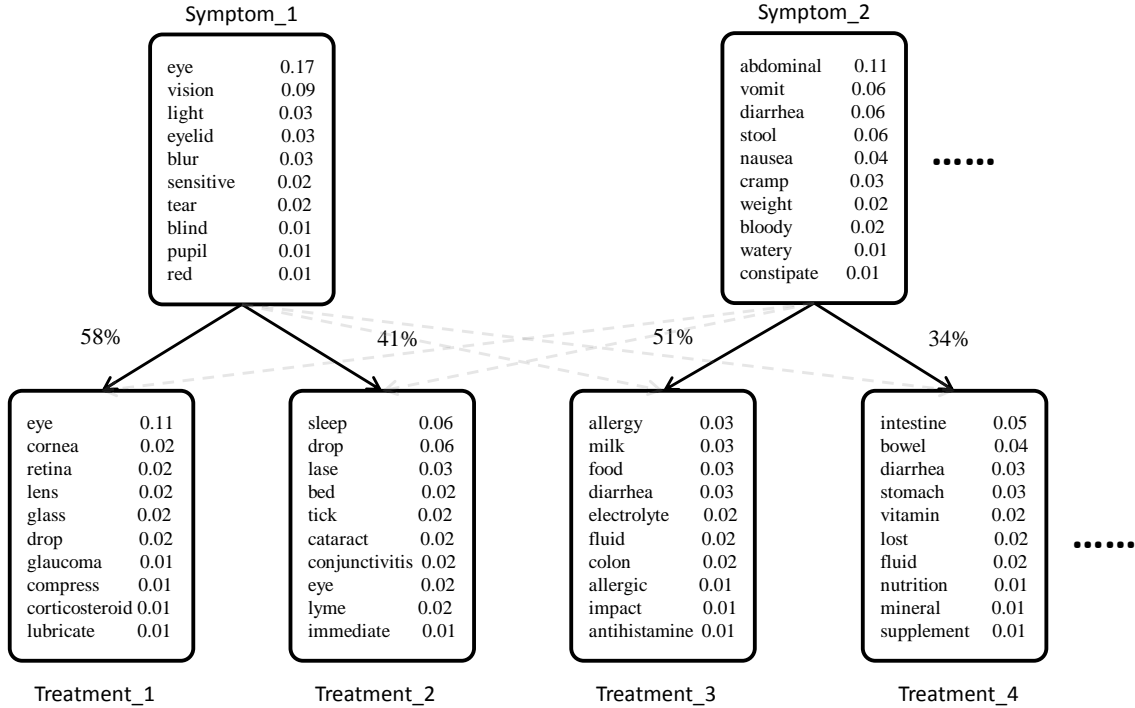 Symptom_1
eye 0.17
vision 0.09
light 0.03
eyelid 0.03
blur 0.03
sensitive 0.02
tear 0.02
blind 0.01
pupil 0.01
red 0.01
Symptom_2
abdominal 0.11
vomit 0.06
diarrhea 0.06
stool 0.06
nausea 0.04
cramp 0.03
weight 0.02
bloody 0.02
watery 0.01
constipate 0.01
......
58%
41%
51%
34%
eye 0.11
cornea 0.02
retina 0.02
lens 0.02
glass 0.02
drop 0.02
glaucoma 0.01
compress 0.01
corticosteroid 0.01
lubricate 0.01
Treatment_1
sleep 0.06
drop 0.06
lase 0.03
bed 0.02
tick 0.02
cataract 0.02
conjunctivitis 0.02
eye 0.02
lyme 0.02
immediate 0.01
Treatment_2
allergy 0.03
milk 0.03
food 0.03
diarrhea 0.03
electrolyte 0.02
fluid 0.02
colon 0.02
allergic 0.01
impact 0.01
antihistamine 0.01
Treatment_3
intestine 0.05
bowel 0.04
diarrhea 0.03
stomach 0.03
vitamin 0.02
lost 0.02
fluid 0.02
nutrition 0.01
mineral 0.01
supplement 0.01
Treatment_4
......